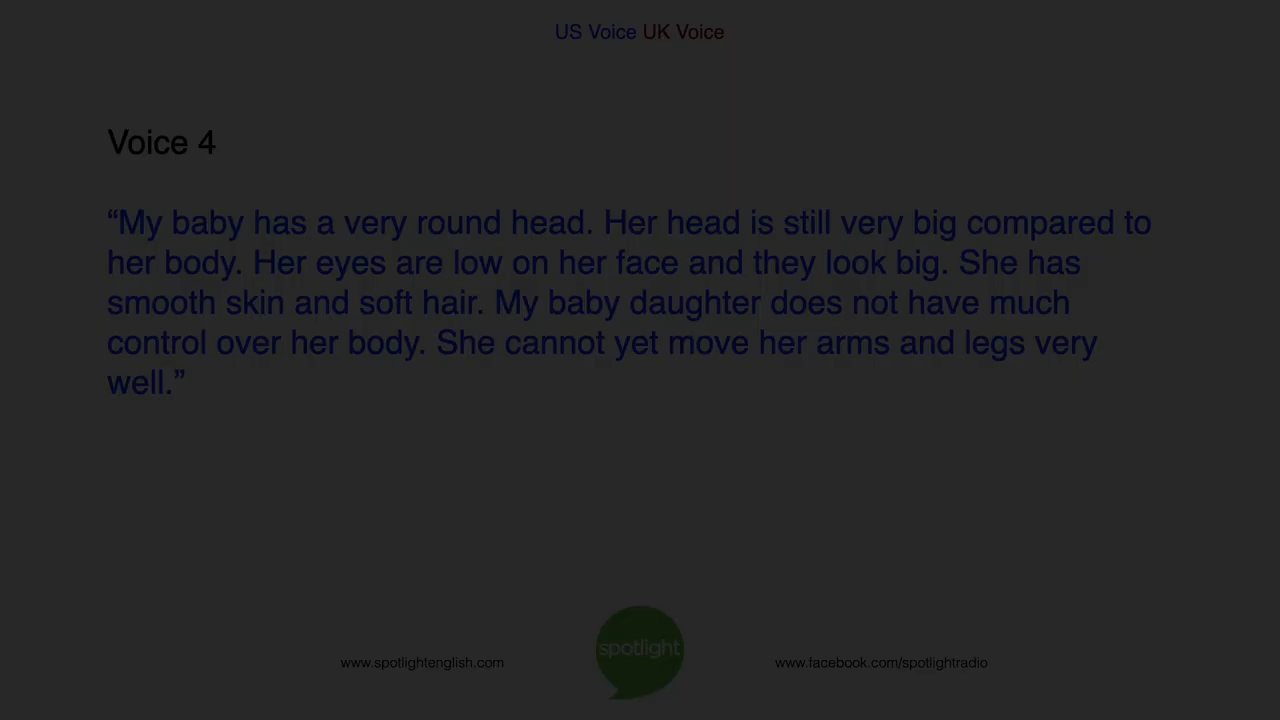 US Voice UK Voice
Voice 4
“My baby has a very round head. Her head is still very big compared to
her body. Her eyes are low on her face and they look big. She has
smooth skin and soft hair. My baby daughter does not have much
control over her body. She cannot yet move her arms and legs very
well.”
spotlight
www.spotlightenglish.com
www.facebook.com/spotlightradio